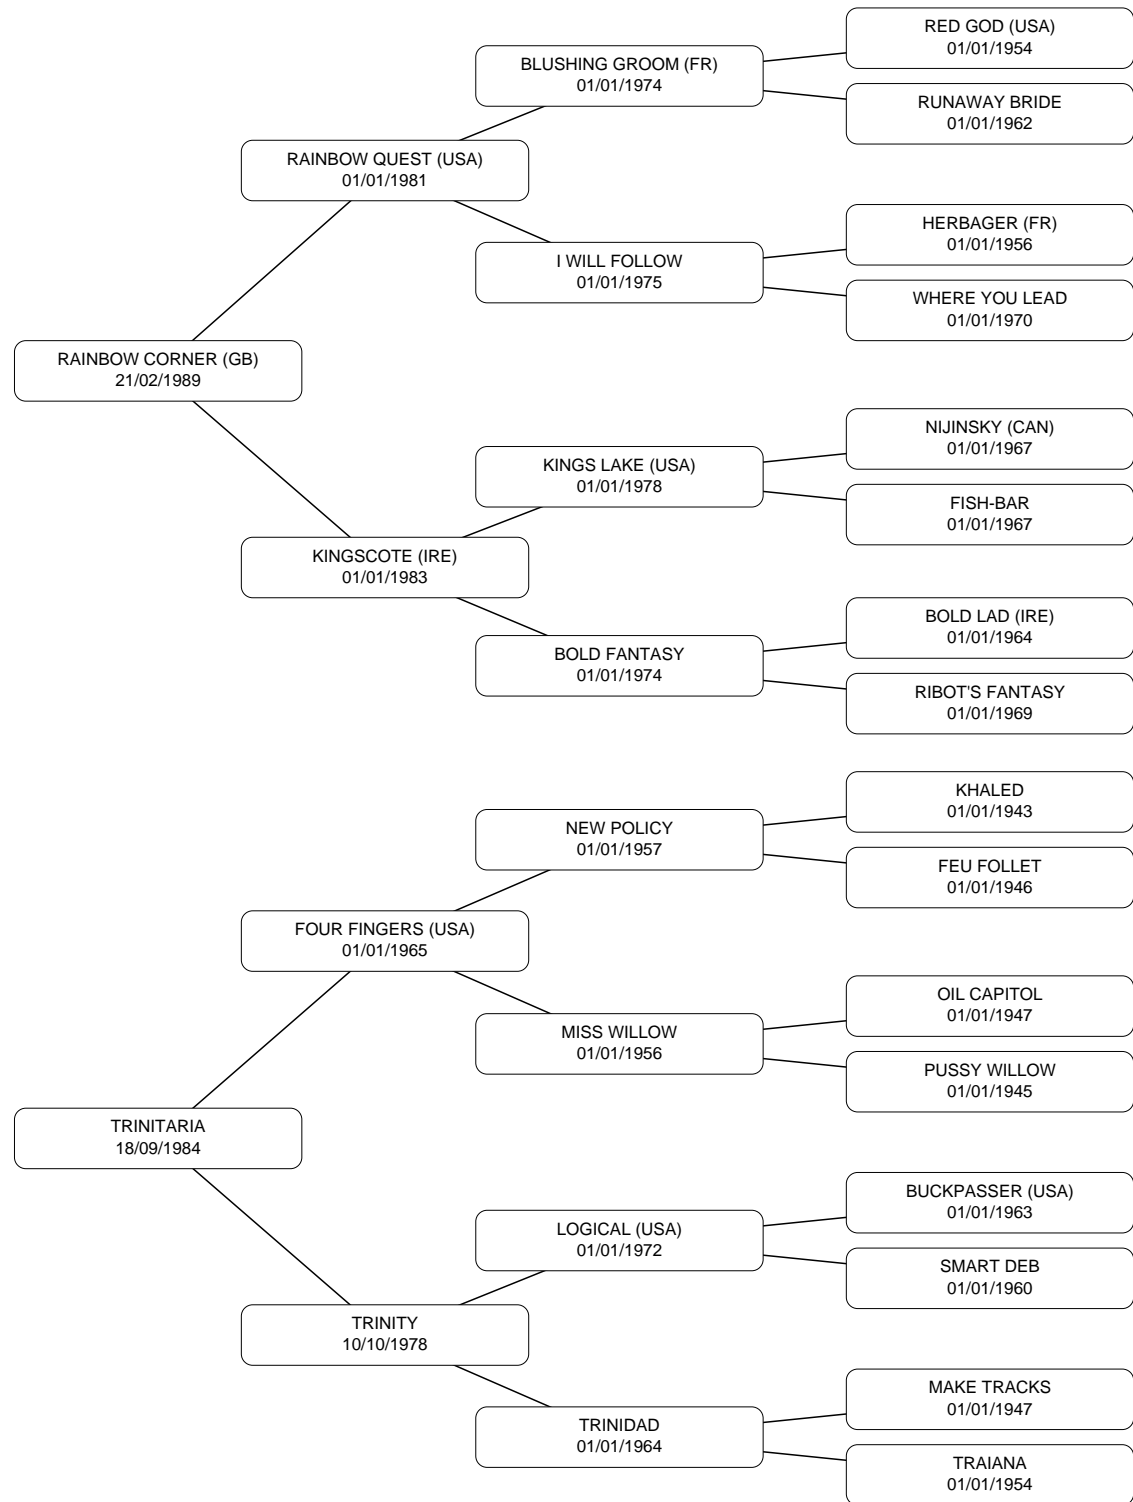 RED GOD (USA)
01/01/1954
BLUSHING GROOM (FR)
01/01/1974
RUNAWAY BRIDE
01/01/1962
RAINBOW QUEST (USA)
01/01/1981
HERBAGER (FR)
01/01/1956
I WILL FOLLOW
01/01/1975
WHERE YOU LEAD
01/01/1970
RAINBOW CORNER (GB)
21/02/1989
NIJINSKY (CAN)
01/01/1967
KINGS LAKE (USA)
01/01/1978
FISH-BAR
01/01/1967
KINGSCOTE (IRE)
01/01/1983
BOLD LAD (IRE)
01/01/1964
BOLD FANTASY
01/01/1974
RIBOT'S FANTASY
01/01/1969
KHALED
01/01/1943
NEW POLICY
01/01/1957
FEU FOLLET
01/01/1946
FOUR FINGERS (USA)
01/01/1965
OIL CAPITOL
01/01/1947
MISS WILLOW
01/01/1956
PUSSY WILLOW
01/01/1945
TRINITARIA
18/09/1984
BUCKPASSER (USA)
01/01/1963
LOGICAL (USA)
01/01/1972
SMART DEB
01/01/1960
TRINITY
10/10/1978
MAKE TRACKS
01/01/1947
TRINIDAD
01/01/1964
TRAIANA
01/01/1954